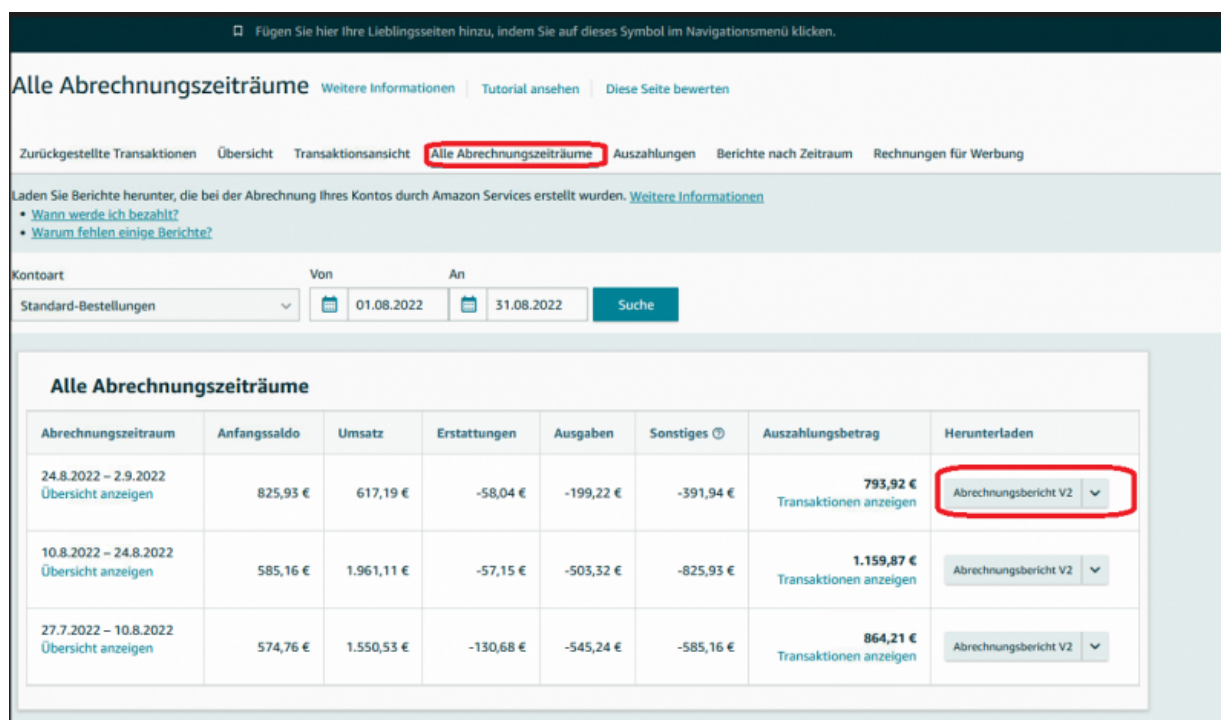 Fügen Sie hier Ihre Lieblingsseiten hinzu, indem Sie auf dieses Symbol im Navigationsmenü klicken.
Alle Abrechnungszeiträume Weitere Informationen Tutorial ansehen Diese Seite bewerten
Zurückgestellte Transaktionen Übersicht Transaktionsansicht Alle Abrechnungszeiträume Auszahlungen Berichte nach Zeitraum Rechnungen für Werbung
Laden Sie Berichte herunter, die bei der Abrechnung Ihres Kontos durch Amazon Services erstellt wurden. Weitere Informationen
• Wann werde ich bezahlt?
• Warum fehlen einige Berichte?
Kontoart Von An
Standard-Bestellungen 01.08.2022 31.08.2022 Suche
Alle Abrechnungszeiträume
Abrechnungszeitraum Anfangssaldo Umsatz Erstattungen Ausgaben Sonstiges Auszahlungsbetrag Herunterladen
24.8.2022 – 2.9.2022 793,92 €
Übersicht anzeigen 825,93 € 617,19 € -58,04 € -199,22 € -391,94 € Transaktionen anzeigen Abrechnungsbericht V2
10.8.2022 – 24.8.2022 1.159,87 €
Übersicht anzeigen 585,16 € 1.961,11 € -57,15 € -503,32 € -825,93 € Transaktionen anzeigen Abrechnungsbericht V2
27.7.2022 – 10.8.2022 864,21 €
Übersicht anzeigen 574,76 € 1.550,53 € -130,68 € -545,24 € -585,16 € Transaktionen anzeigen Abrechnungsbericht V2